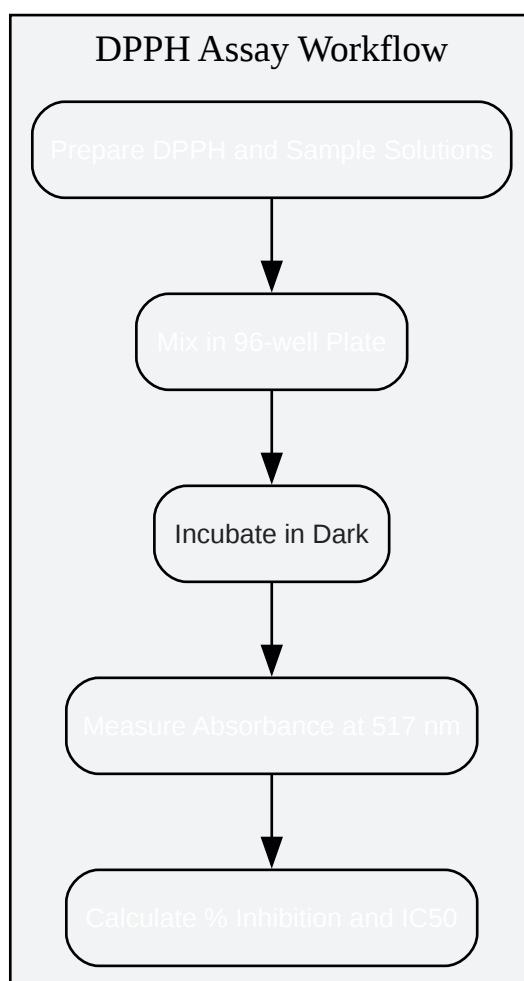 DPPH Assay Workflow
Prepare DPPH and Sample Solutions
Mix in 96-well Plate
Incubate in Dark
Measure Absorbance at 517 nm
Calculate % Inhibition and IC50